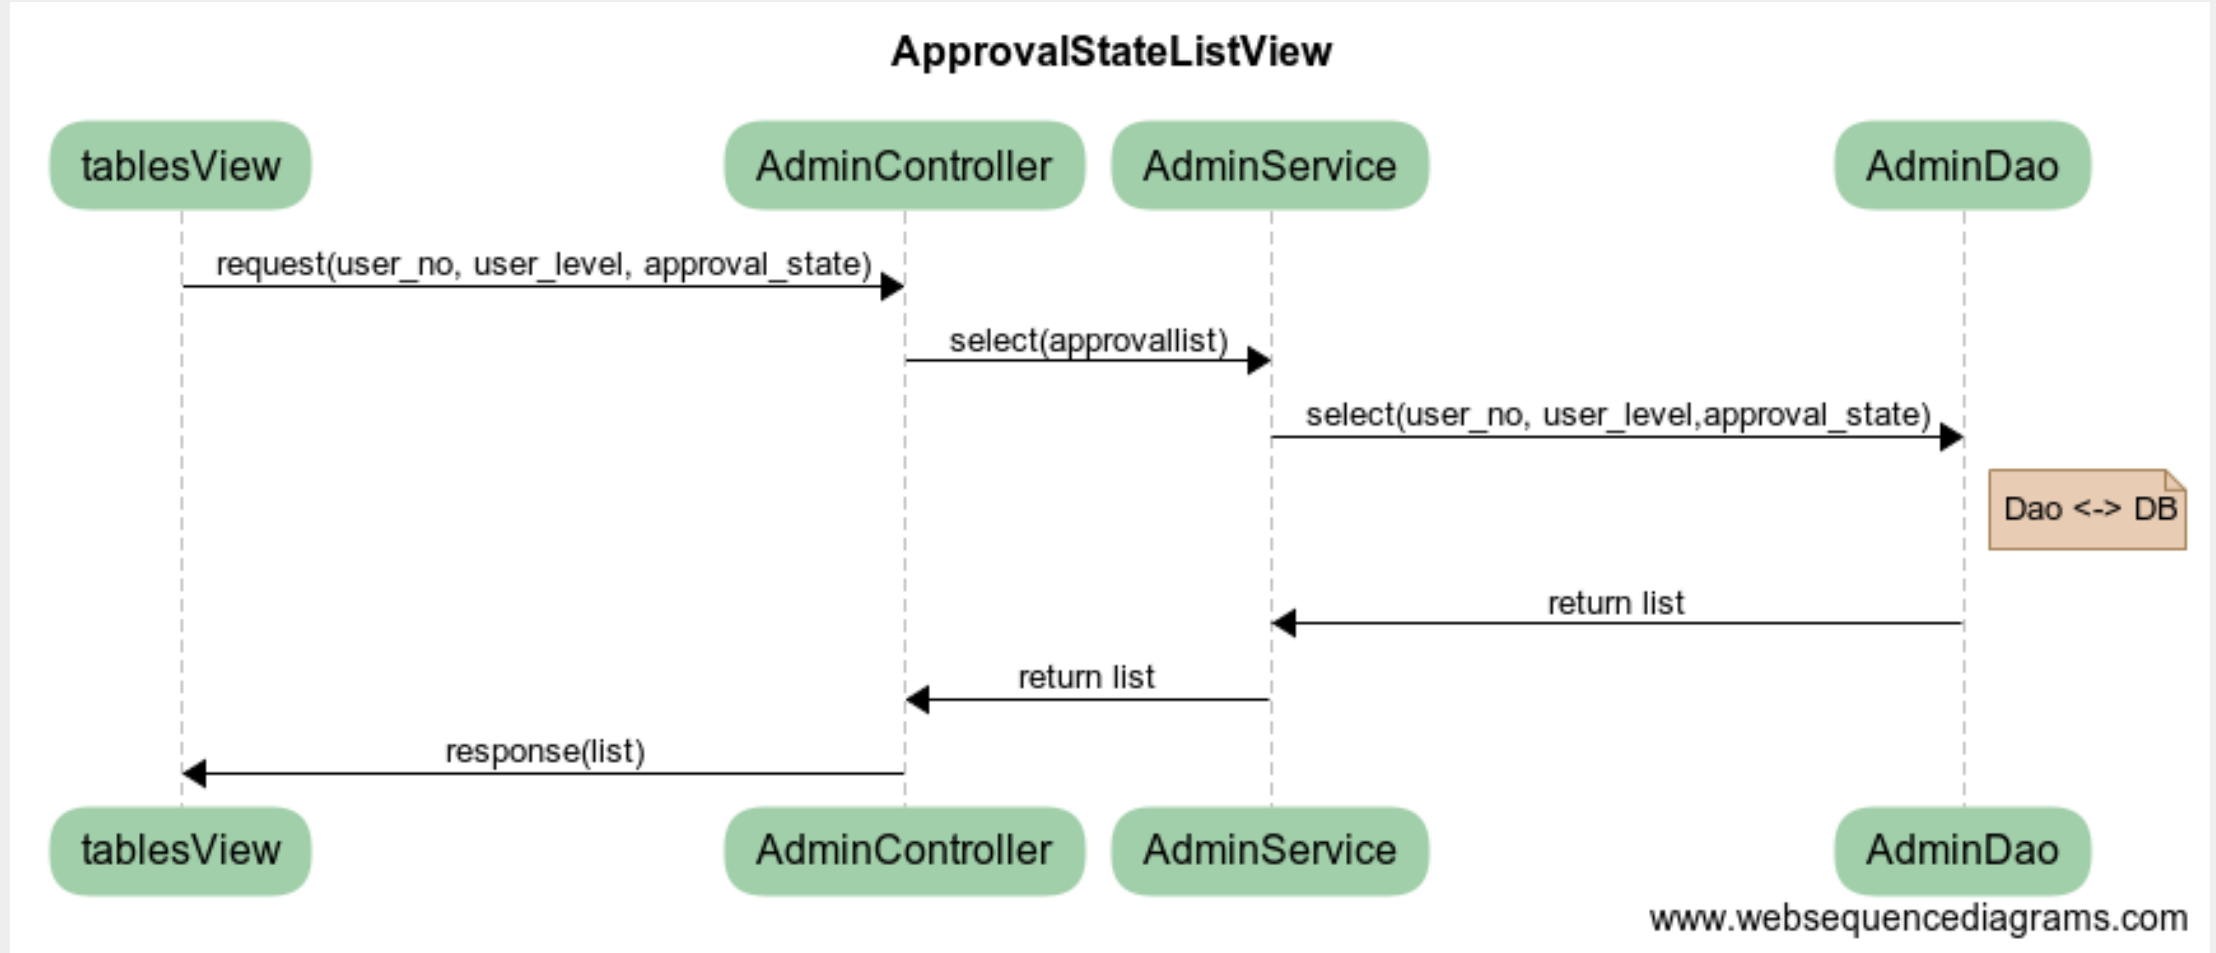 ApprovalStateListView
tablesView
AdminController
AdminService
AdminDao
request(user_no, user_level, approval_state)
select(approvallist)
select(user_no, user_level,approval_state)
Dao <-> DB
return list
return list
response(list)
tablesView
AdminController
AdminService
AdminDao
www.websequencediagrams.com